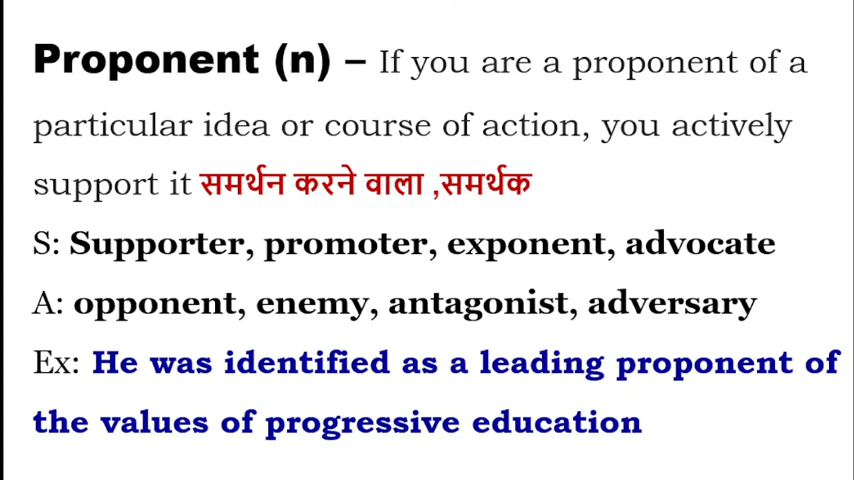 Proponent (n) – If you are a proponent of a
particular idea or course of action, you actively
support it समर्थन करने वाला ,समर्थक
S: Supporter, promoter, exponent, advocate
A: opponent, enemy, antagonist, adversary
Ex: He was identified as a leading proponent of
the values of progressive education